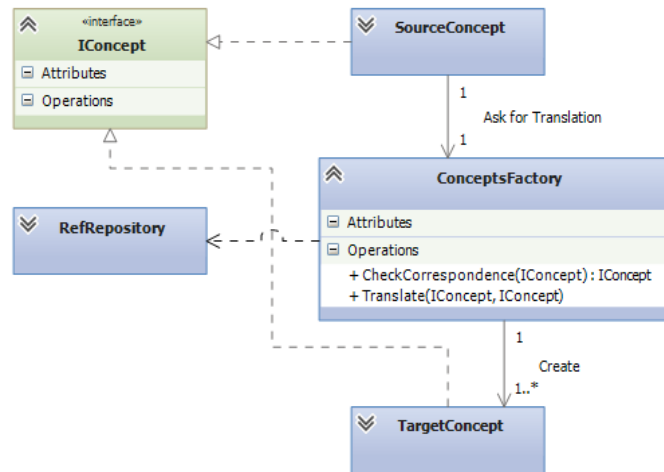 «interface»
IConcept
Attributes
Operations
SourceConcept
1
Ask for Translation
1
ConceptsFactory
Attributes
Operations
+ CheckCorrespondence(IConcept) : IConcept
+ Translate(IConcept, IConcept)
RefRepository
1
Create
1..*
TargetConcept